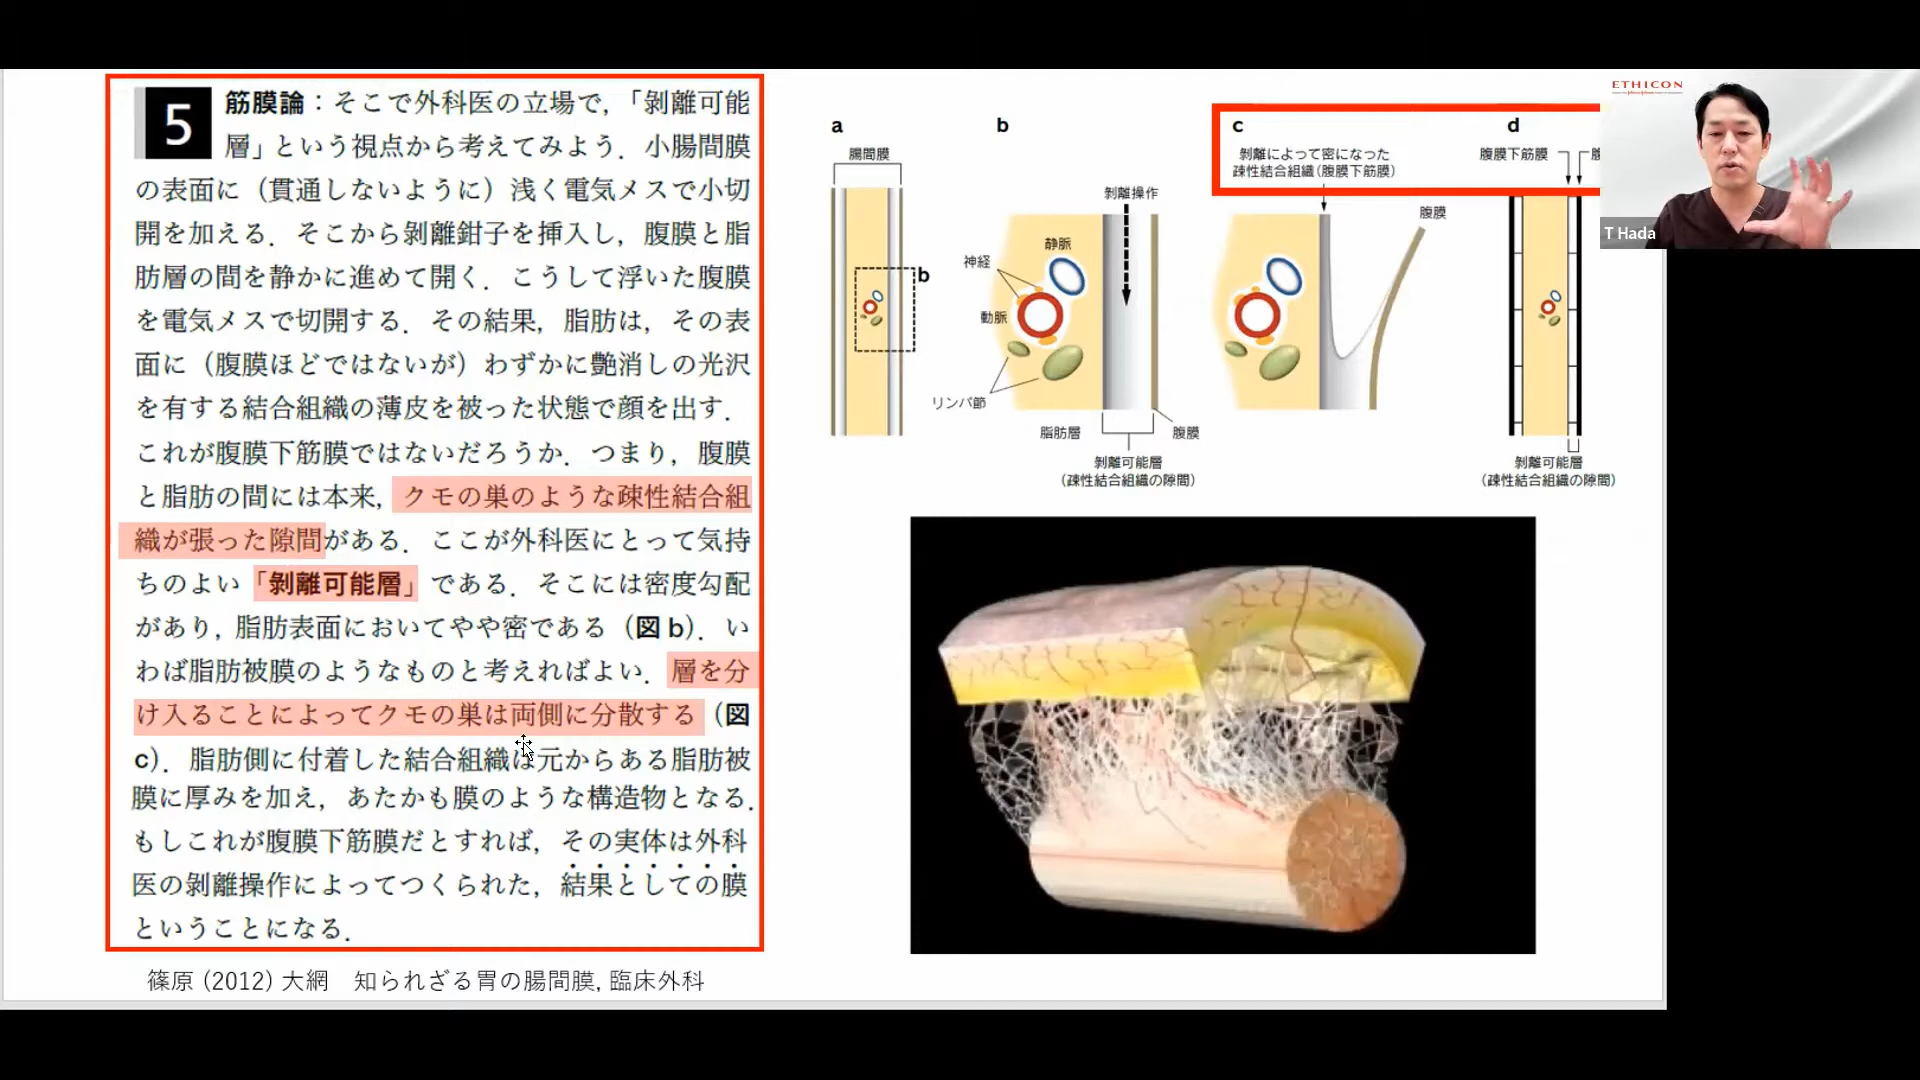 5
筋膜論：そこで外科医の立場で，「剝離可能
層」という視点から考えてみよう．小腸間膜
の表面に（貫通しないように）浅く電気メスで小切
開を加える．そこから剝離鉗子を挿入し，腹膜と脂
肪層の間を静かに進めて開く．こうして浮いた腹膜
を電気メスで切開する．その結果，脂肪は，その表
面に（腹膜ほどではないが）わずかに艶消しの光沢
を有する結合組織の薄皮を被った状態で顔を出す．
これが腹膜下筋膜ではないだろうか．つまり，腹膜
と脂肪の間には本来，クモの巣のような疎性結合組
織が張った隙間がある．ここが外科医にとって気持
ちのよい「剝離可能層」である．そこには密度勾配
があり，脂肪表面においてやや密である（図 b）．い
わば脂肪被膜のようなものと考えればよい．層を分
け入ることによってクモの巣は両側に分散する（図
c）．脂肪側に付着した結合組織は元からある脂肪被
膜に厚みを加え，あたかも膜のような構造物となる．
もしこれが腹膜下筋膜だとすれば，その実体は外科
医の剝離操作によってつくられた，結果としての膜
ということになる．
篠原 (2012) 大網　知られざる胃の腸間膜, 臨床外科
a
腸間膜
b
b
剝離操作
静脈
神経
動脈
リンパ節
脂肪層
腹膜
剝離可能層
（疎性結合組織の隙間）
c
剝離によって密になった
疎性結合組織（腹膜下筋膜）
腹膜
d
腹膜下筋膜
剝離可能層
（疎性結合組織の隙間）
ETHICON
T Hada